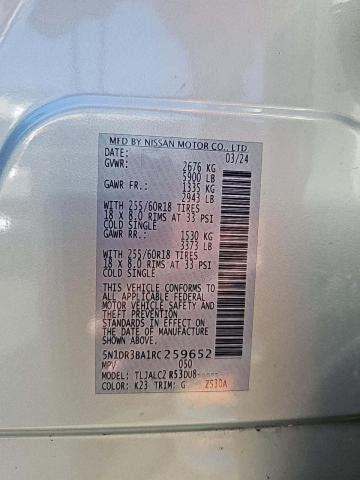 MFD BY NISSAN MOTOR CO., LTD
DATE: 03/24
GVWR: 2676 KG
5900 LB
GAWR FR.: 1335 KG
2943 LB
WITH 255/60R18 TIRES
18 X 8.0 RIMS AT 33 PSI
COLD SINGLE
GAWR RR.: 1530 KG
3373 LB
WITH 255/60R18 TIRES
18 X 8.0 RIMS AT 33 PSI
COLD SINGLE
THIS VEHICLE CONFORMS TO
ALL APPLICABLE FEDERAL
MOTOR VEHICLE SAFETY
STANDARDS IN EFFECT ON
THE DATE OF MANUFACTURE
SHOWN ABOVE.
5N1DR3BA1RC259652
MPV 050
MODEL: TLJALCZ R53DU8
COLOR: K23 TRIM: G